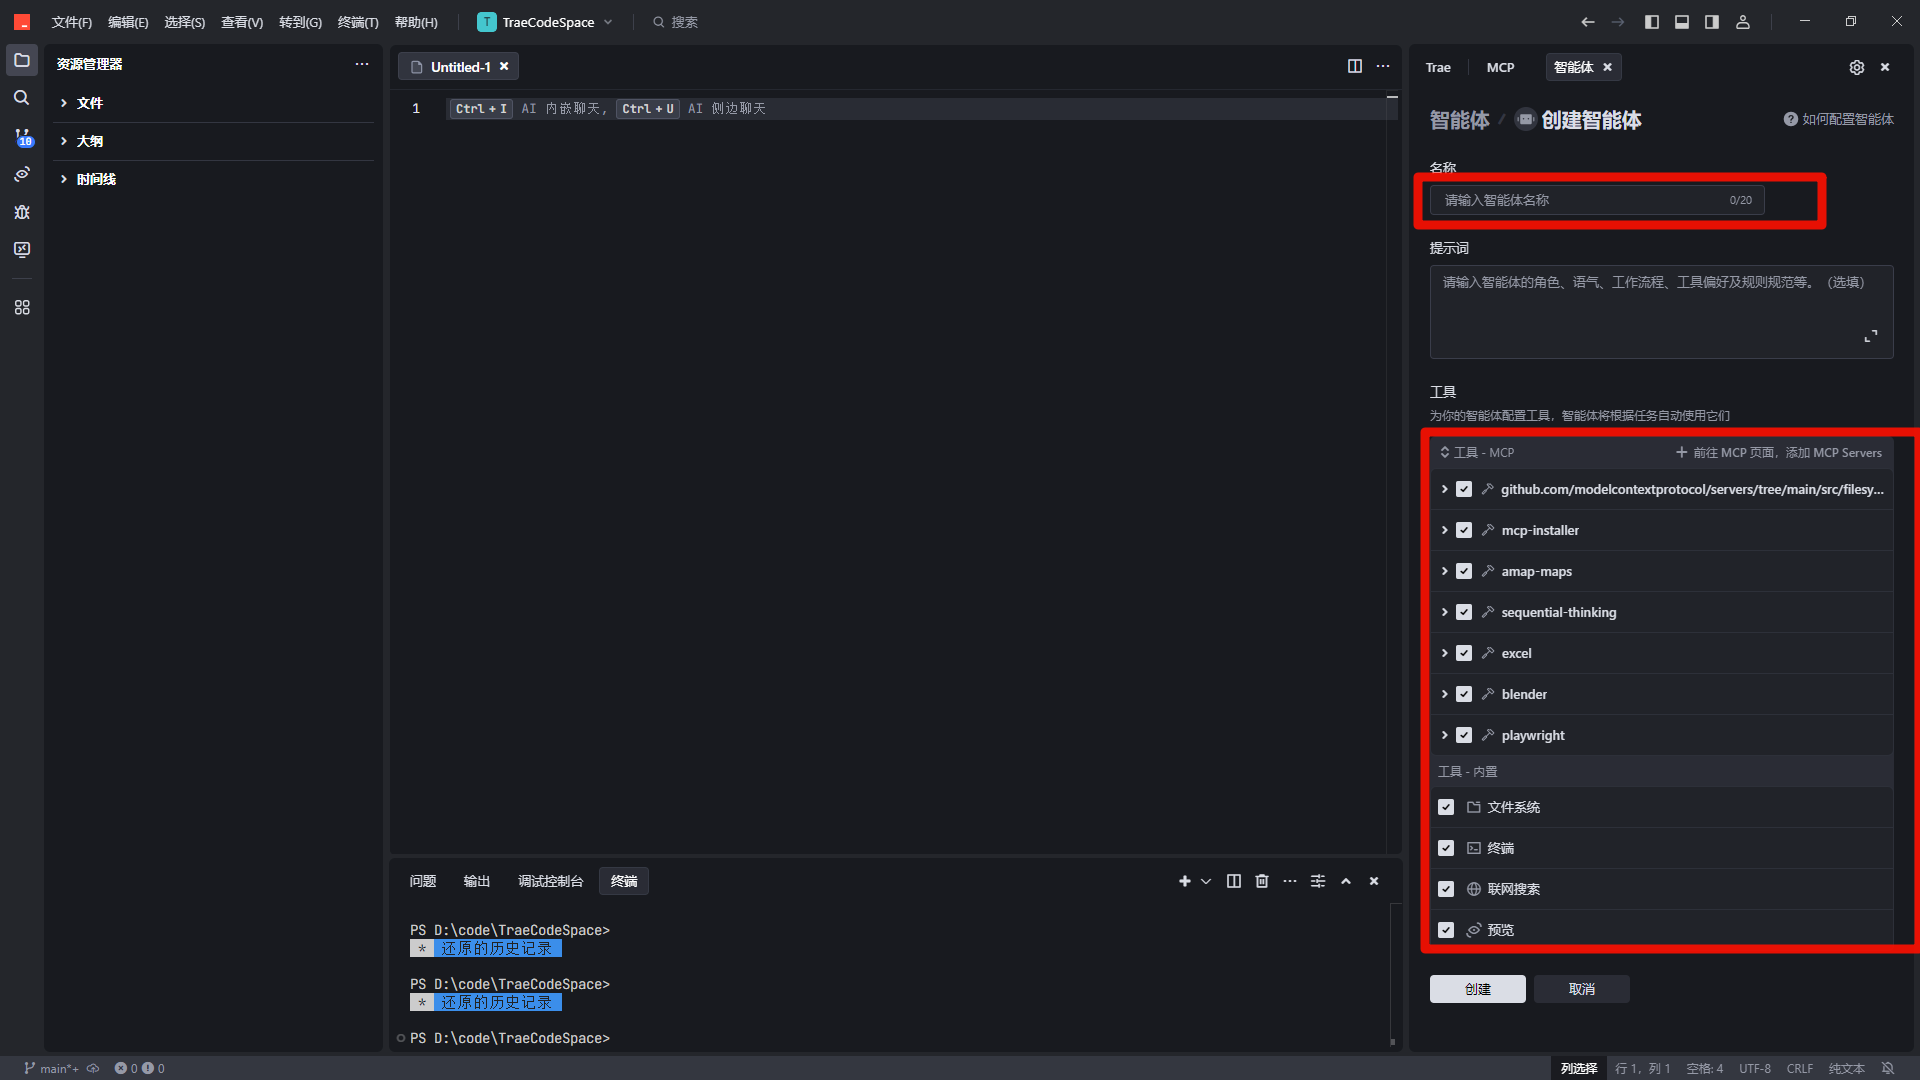 文件(F) 编辑(E) 选择(S) 查看(V) 转到(G) 终端(T) 帮助(H) T TraeCodeSpace 搜索
资源管理器
文件
大纲
时间线
10
Untitled-1
1 Ctrl + I AI 内嵌聊天, Ctrl + U AI 侧边聊天
问题 输出 调试控制台 终端
PS D:\code\TraeCodeSpace>
* 还原的历史记录
PS D:\code\TraeCodeSpace>
* 还原的历史记录
PS D:\code\TraeCodeSpace>
Trae MCP 智能体
智能体 / 创建智能体 如何配置智能体
名称
请输入智能体名称 0/20
提示词
请输入智能体的角色、语气、工作流程、工具偏好及规则规范等。（选填）
工具
为你的智能体配置工具，智能体将根据任务自动使用它们
工具 - MCP 前往 MCP 页面，添加 MCP Servers
github.com/modelcontextprotocol/servers/tree/main/src/filesy...
mcp-installer
amap-maps
sequential-thinking
excel
blender
playwright
工具 - 内置
文件系统
终端
联网搜索
预览
创建 取消
main*+ 0 0 列选择 行 1，列 1 空格: 4 UTF-8 CRLF 纯文本